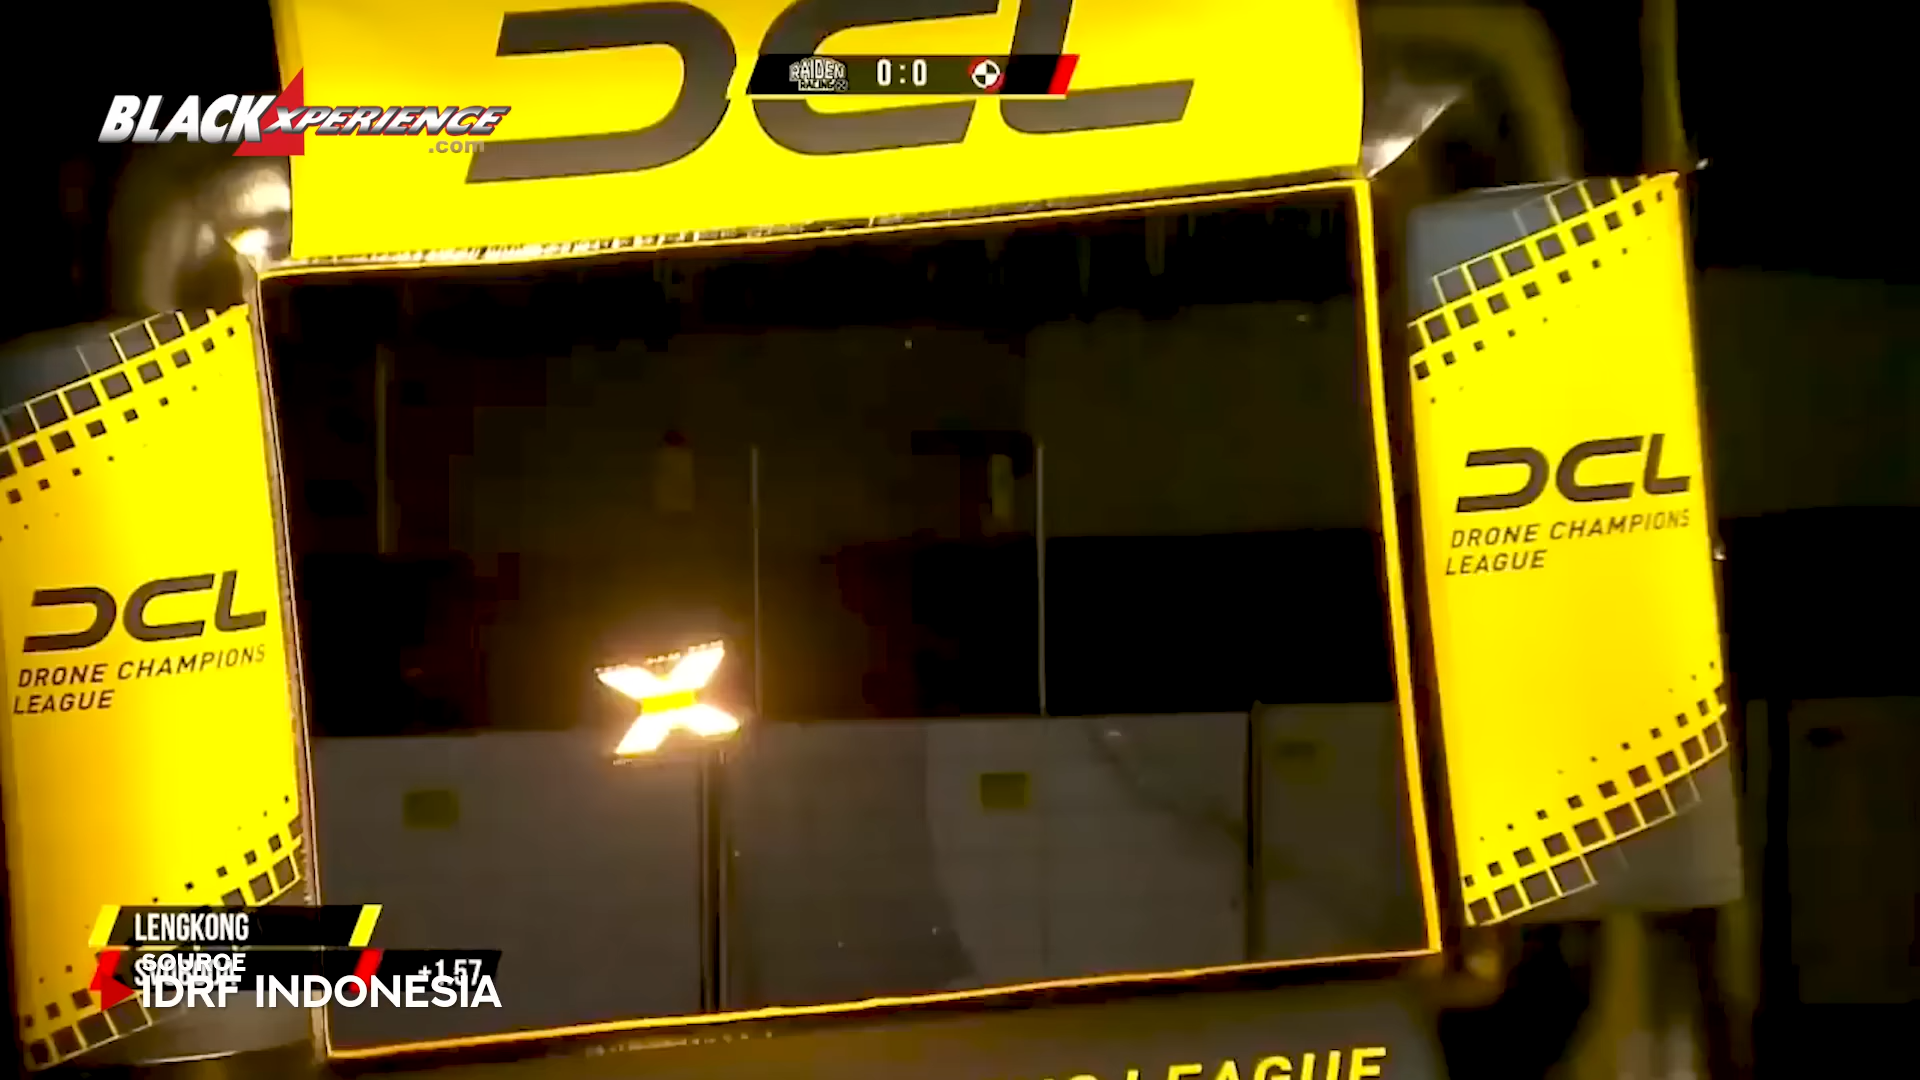 DCL
RAIDEN
RACING
0:0
BLACKXPERIENCE
.com
DCL
DRONE CHAMPIONS
LEAGUE
DCL
DRONE CHAMPIONS
LEAGUE
LENGKONG
+1.57
SOURCE
IDRF INDONESIA
LEAGUE